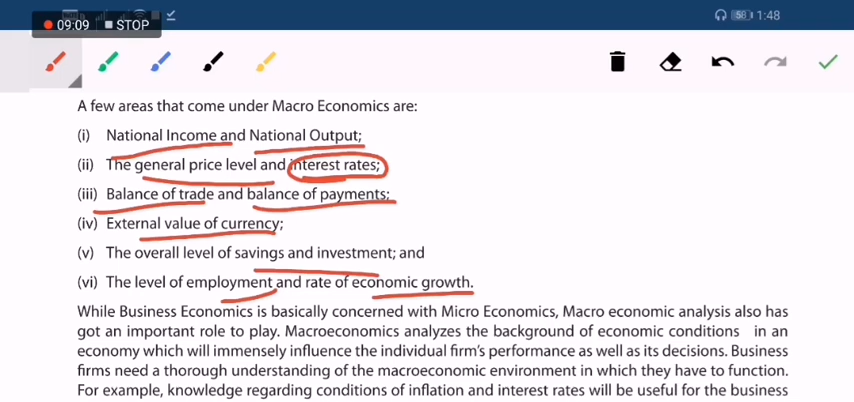 09:09 STOP
58 1:48
A few areas that come under Macro Economics are:
(i) National Income and National Output;
(ii) The general price level and interest rates;
(iii) Balance of trade and balance of payments;
(iv) External value of currency;
(v) The overall level of savings and investment; and
(vi) The level of employment and rate of economic growth.
While Business Economics is basically concerned with Micro Economics, Macro economic analysis also has
got an important role to play. Macroeconomics analyzes the background of economic conditions in an
economy which will immensely influence the individual firm's performance as well as its decisions. Business
firms need a thorough understanding of the macroeconomic environment in which they have to function.
For example, knowledge regarding conditions of inflation and interest rates will be useful for the business